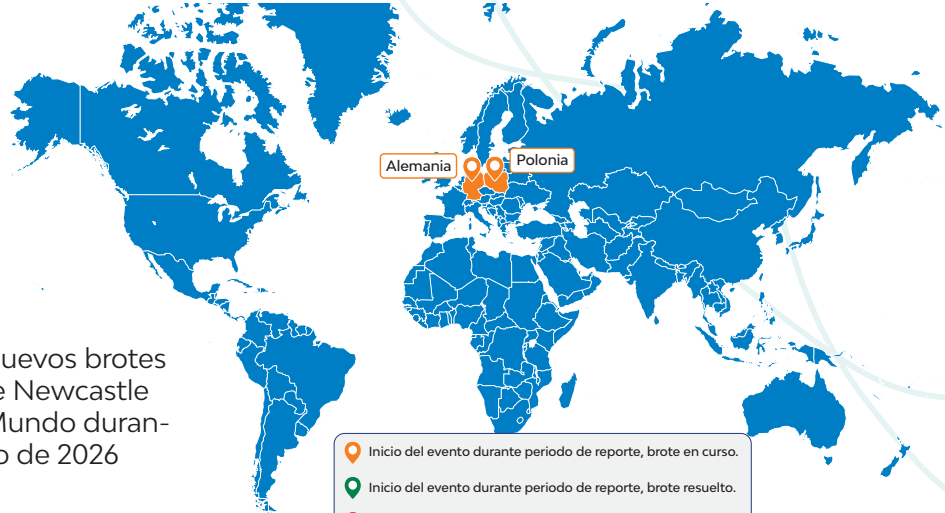 Alemania
Polonia
uevos brotes
e Newcastle
Mundo duran-
o de 2026
Inicio del evento durante periodo de reporte, brote en curso.
Inicio del evento durante periodo de reporte, brote resuelto.